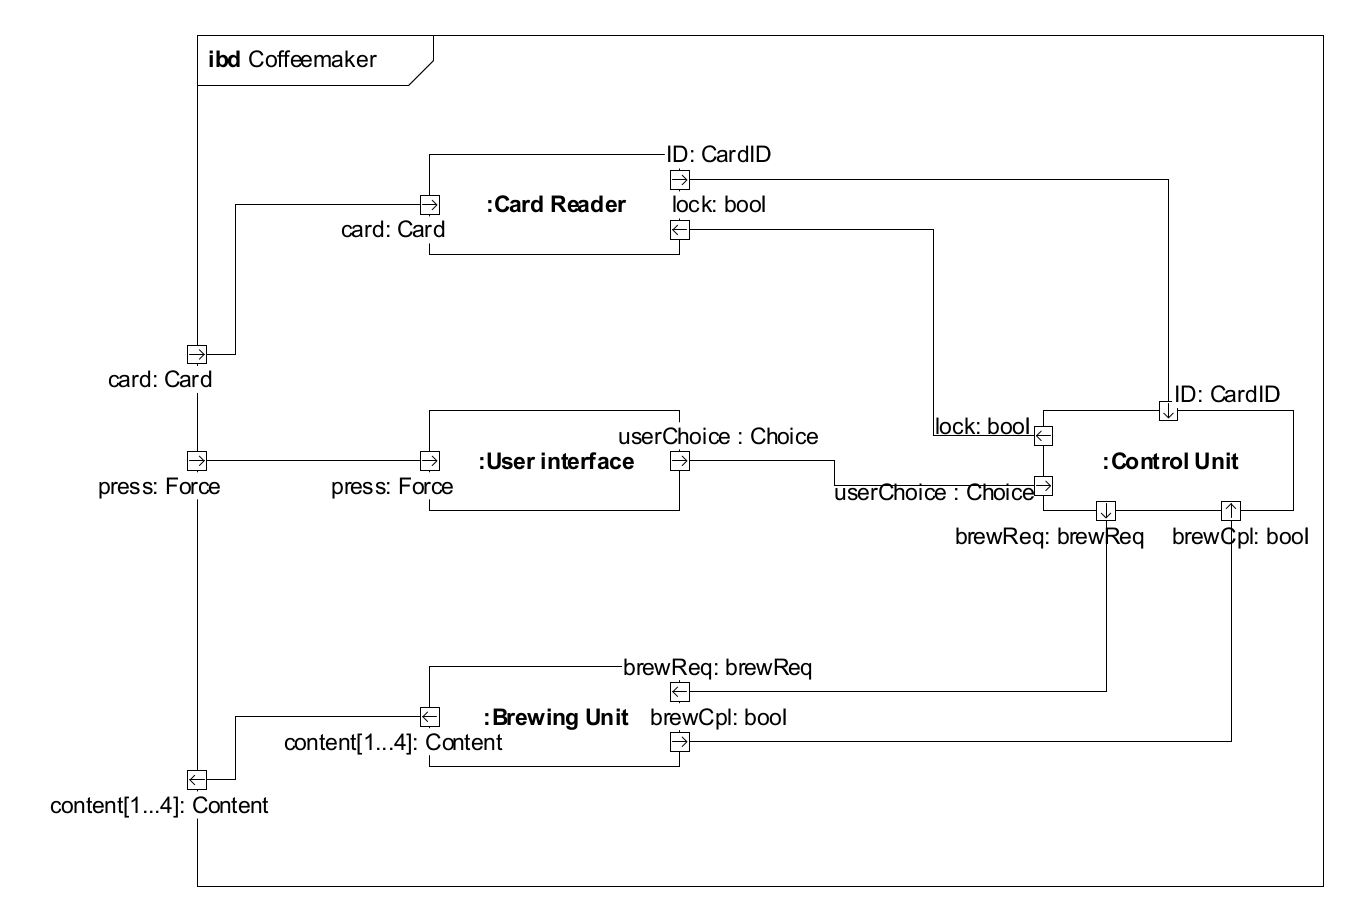 ibd Coffeemaker
ID: CardID
:Card Reader
lock: bool
card: Card
card: Card
ID: CardID
lock: bool
userChoice : Choice
:User interface
:Control Unit
press: Force
press: Force
userChoice : Choice
brewReq: brewReq
brewCpl: bool
brewReq: brewReq
:Brewing Unit
brewCpl: bool
content[1...4]: Content
content[1...4]: Content